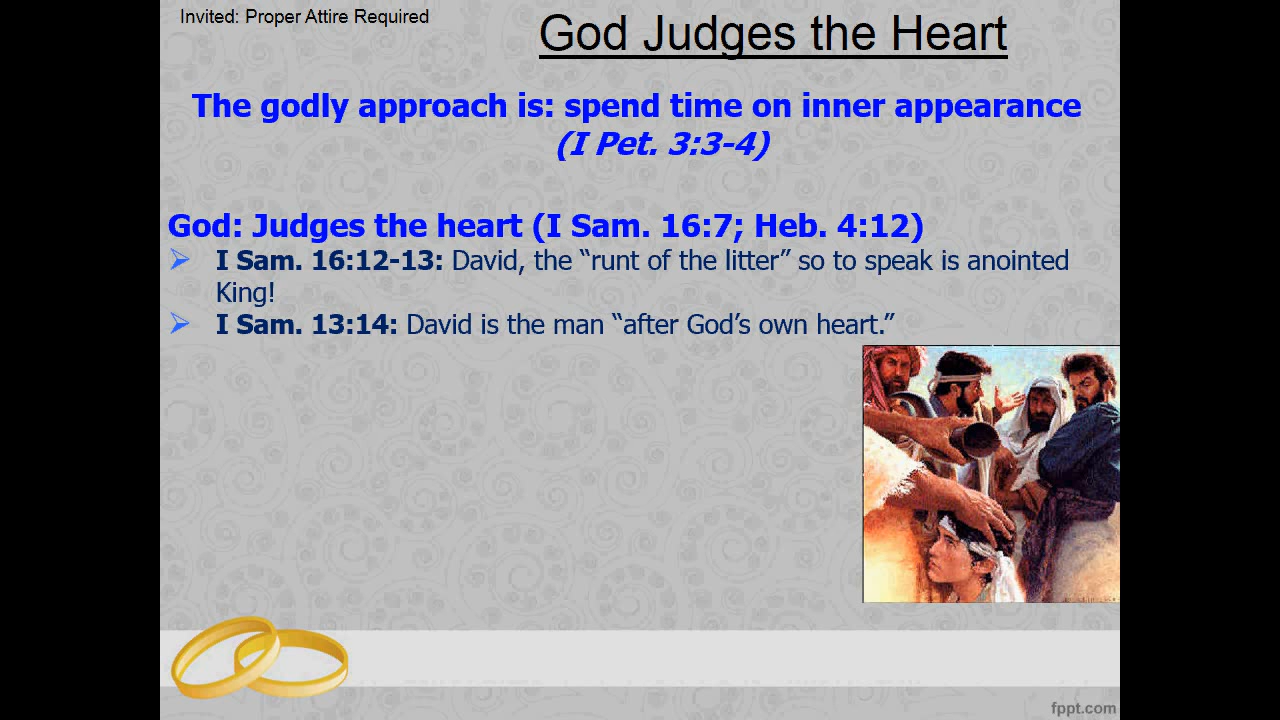 Invited: Proper Attire Required
God Judges the Heart
The godly approach is: spend time on inner appearance
(I Pet. 3:3-4)
God: Judges the heart (I Sam. 16:7; Heb. 4:12)
I Sam. 16:12-13: David, the “runt of the litter” so to speak is anointed
King!
I Sam. 13:14: David is the man “after God’s own heart.”
fppt.com